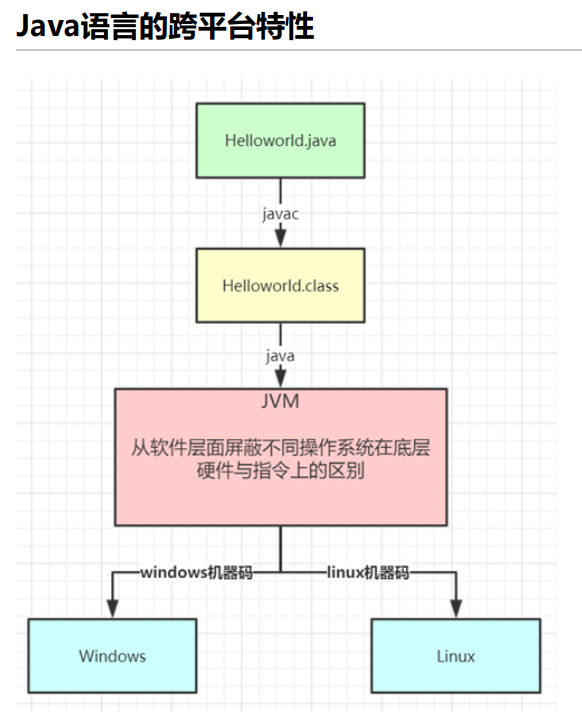 Java语言的跨平台特性
Helloworld.java
javac
Helloworld.class
java
JVM
从软件层面屏蔽不同操作系统在底层
硬件与指令上的区别
windows机器码
linux机器码
Windows
Linux